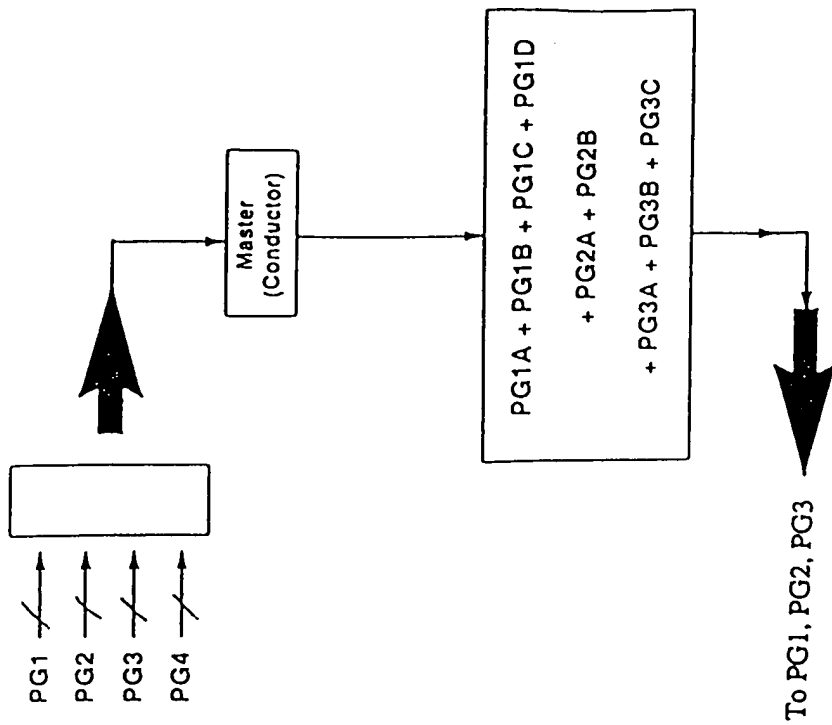 PG1
PG2
PG3
PG4
Master
(Conductor)
PG1A + PG1B + PG1C + PG1D
+ PG2A + PG2B
+ PG3A + PG3B + PG3C
To PG1, PG2, PG3